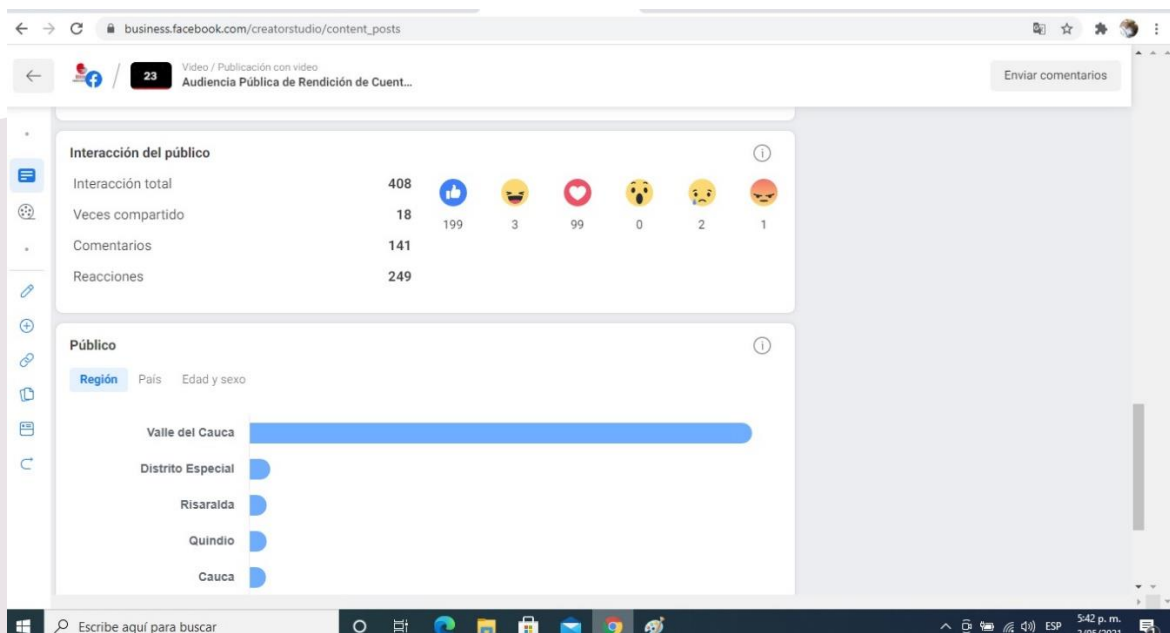 business.facebook.com/creatorstudio/content_posts
23
Video / Publicación con video
Audiencia Pública de Rendición de Cuent...
Enviar comentarios
Interacción del público
Interacción total 408
Veces compartido 18
Comentarios 141
Reacciones 249
199 3 99 0 2 1
Público
Región País Edad y sexo
Valle del Cauca
Distrito Especial
Risaralda
Quindio
Cauca
Escribe aquí para buscar
ESP
5:42 p. m.
2/06/2021